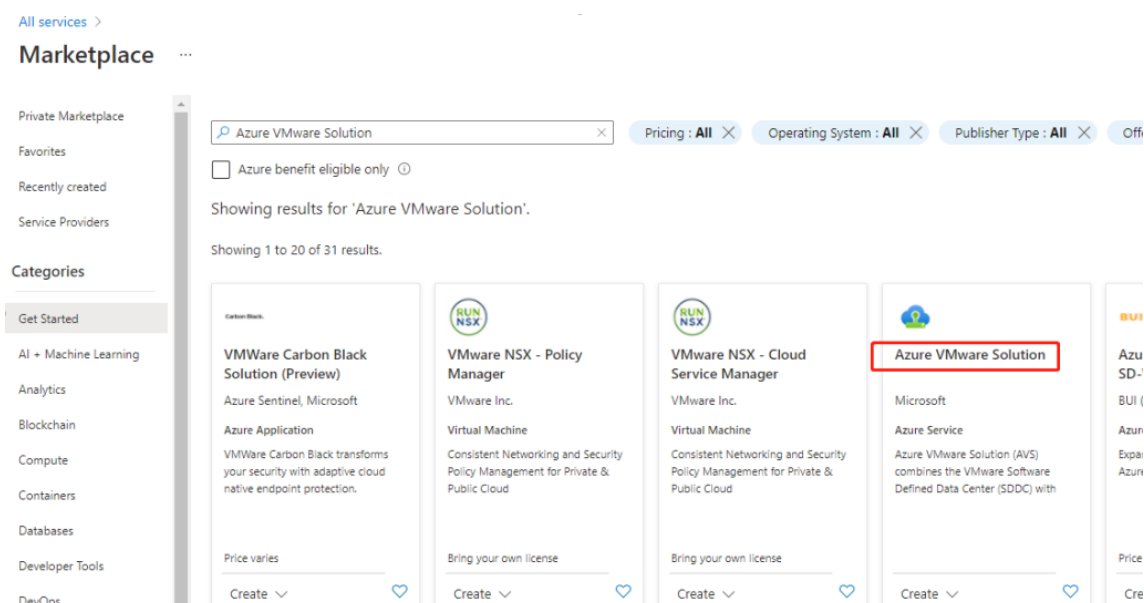 All services >
Marketplace ...
Private Marketplace
Favorites
Recently created
Service Providers
Categories
Get Started
AI + Machine Learning
Analytics
Blockchain
Compute
Containers
Databases
Developer Tools
DevOps
Azure VMware Solution
Pricing : All
Operating System : All
Publisher Type : All
Azure benefit eligible only
Showing results for 'Azure VMware Solution'.
Showing 1 to 20 of 31 results.
Carbon Black.
VMWare Carbon Black
Solution (Preview)
Azure Sentinel, Microsoft
Azure Application
VMWare Carbon Black transforms
your security with adaptive cloud
native endpoint protection.
Price varies
Create
RUN
NSX
VMware NSX - Policy
Manager
VMware Inc.
Virtual Machine
Consistent Networking and Security
Policy Management for Private &
Public Cloud
Bring your own license
Create
RUN
NSX
VMware NSX - Cloud
Service Manager
VMware Inc.
Virtual Machine
Consistent Networking and Security
Policy Management for Private &
Public Cloud
Bring your own license
Create
Azure VMware Solution
Microsoft
Azure Service
Azure VMware Solution (AVS)
combines the VMware Software
Defined Data Center (SDDC) with
Create
BUI
SD-
BUI (
Price